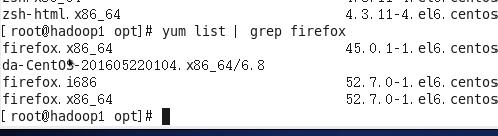 zsh-html.x86_64 4.3.11-4.el6.centos
[root@hadoop1 opt]# yum list | grep firefox
firefox.x86_64 45.0.1-1.el6.centos
da-CentOS-201605220104.x86_64/6.8
firefox.i686 52.7.0-1.el6.centos
firefox.x86_64 52.7.0-1.el6.centos
[root@hadoop1 opt]#